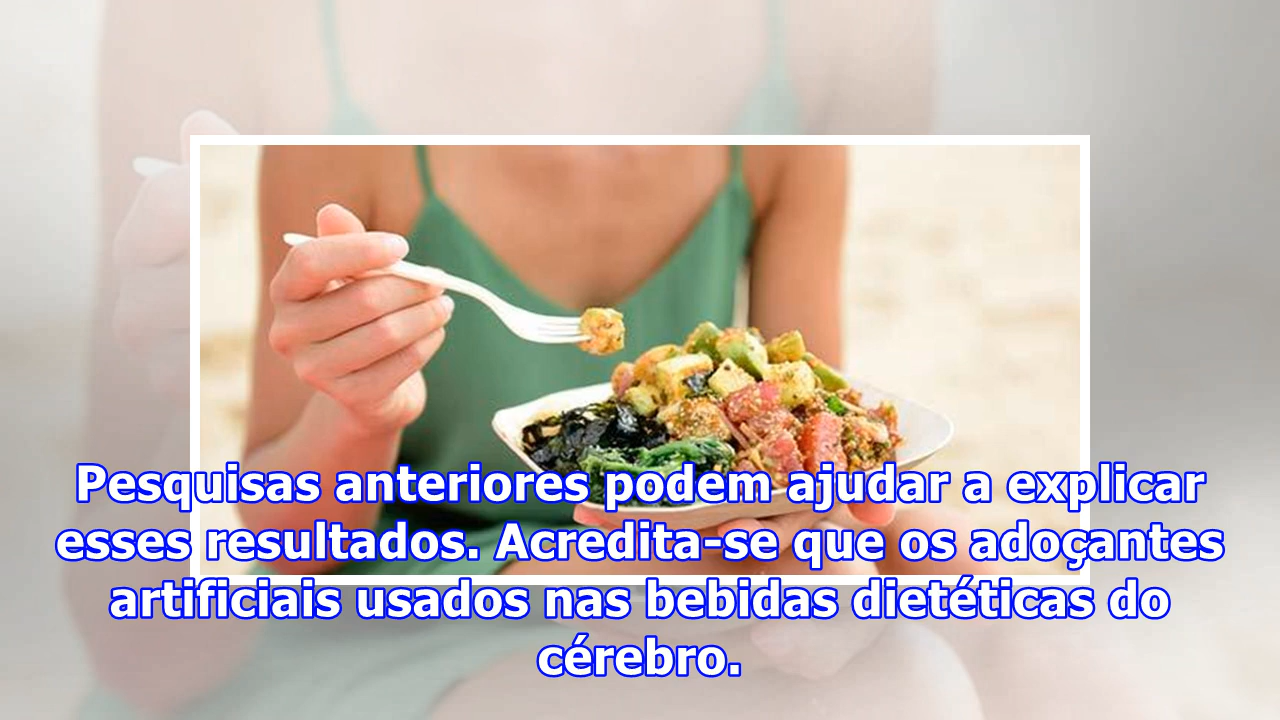 Pesquisas anteriores podem ajudar a explicar
esses resultados. Acredita-se que os adoçantes
artificiais usados nas bebidas dietéticas do
cérebro.